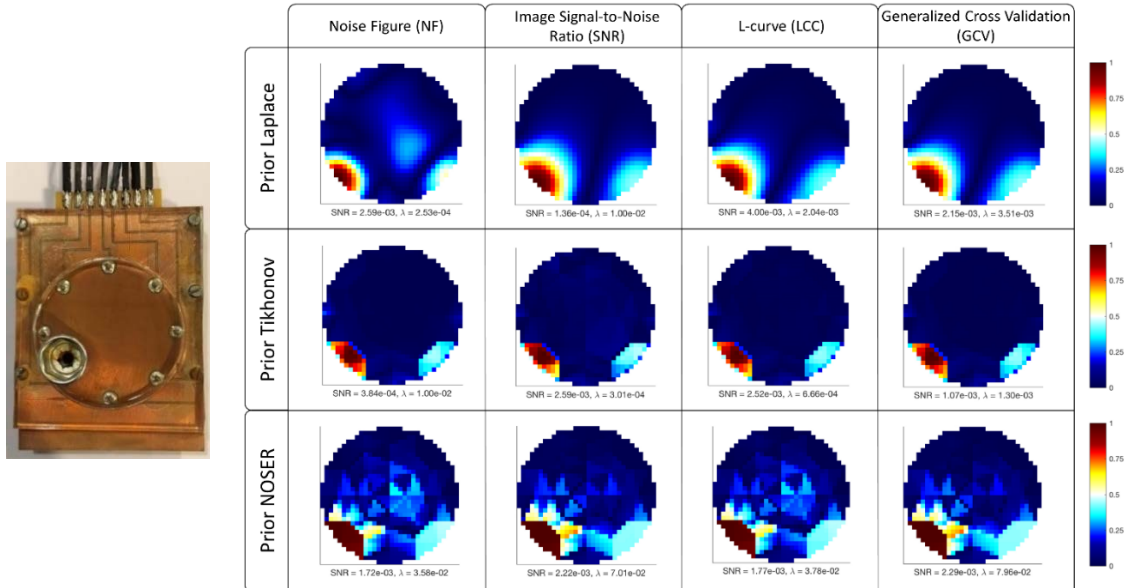 Noise Figure (NF)
Image Signal-to-Noise
Ratio (SNR)
L-curve (LCC)
Generalized Cross Validation
(GCV)
Prior Laplace
SNR = 2.59e-03, λ = 2.53e-04
SNR = 1.36e-04, λ = 1.00e-02
SNR = 4.00e-03, λ = 2.04e-03
SNR = 2.15e-03, λ = 3.51e-03
1
0.75
0.5
0.25
0
Prior Tikhonov
SNR = 3.84e-04, λ = 1.00e-02
SNR = 2.59e-03, λ = 3.01e-04
SNR = 2.52e-03, λ = 6.66e-04
SNR = 1.07e-03, λ = 1.30e-03
1
0.75
0.5
0.25
0
Prior NOSER
SNR = 1.72e-03, λ = 3.58e-02
SNR = 2.22e-03, λ = 7.01e-02
SNR = 1.77e-03, λ = 3.78e-02
SNR = 2.29e-03, λ = 7.96e-02
1
0.75
0.5
0.25
0